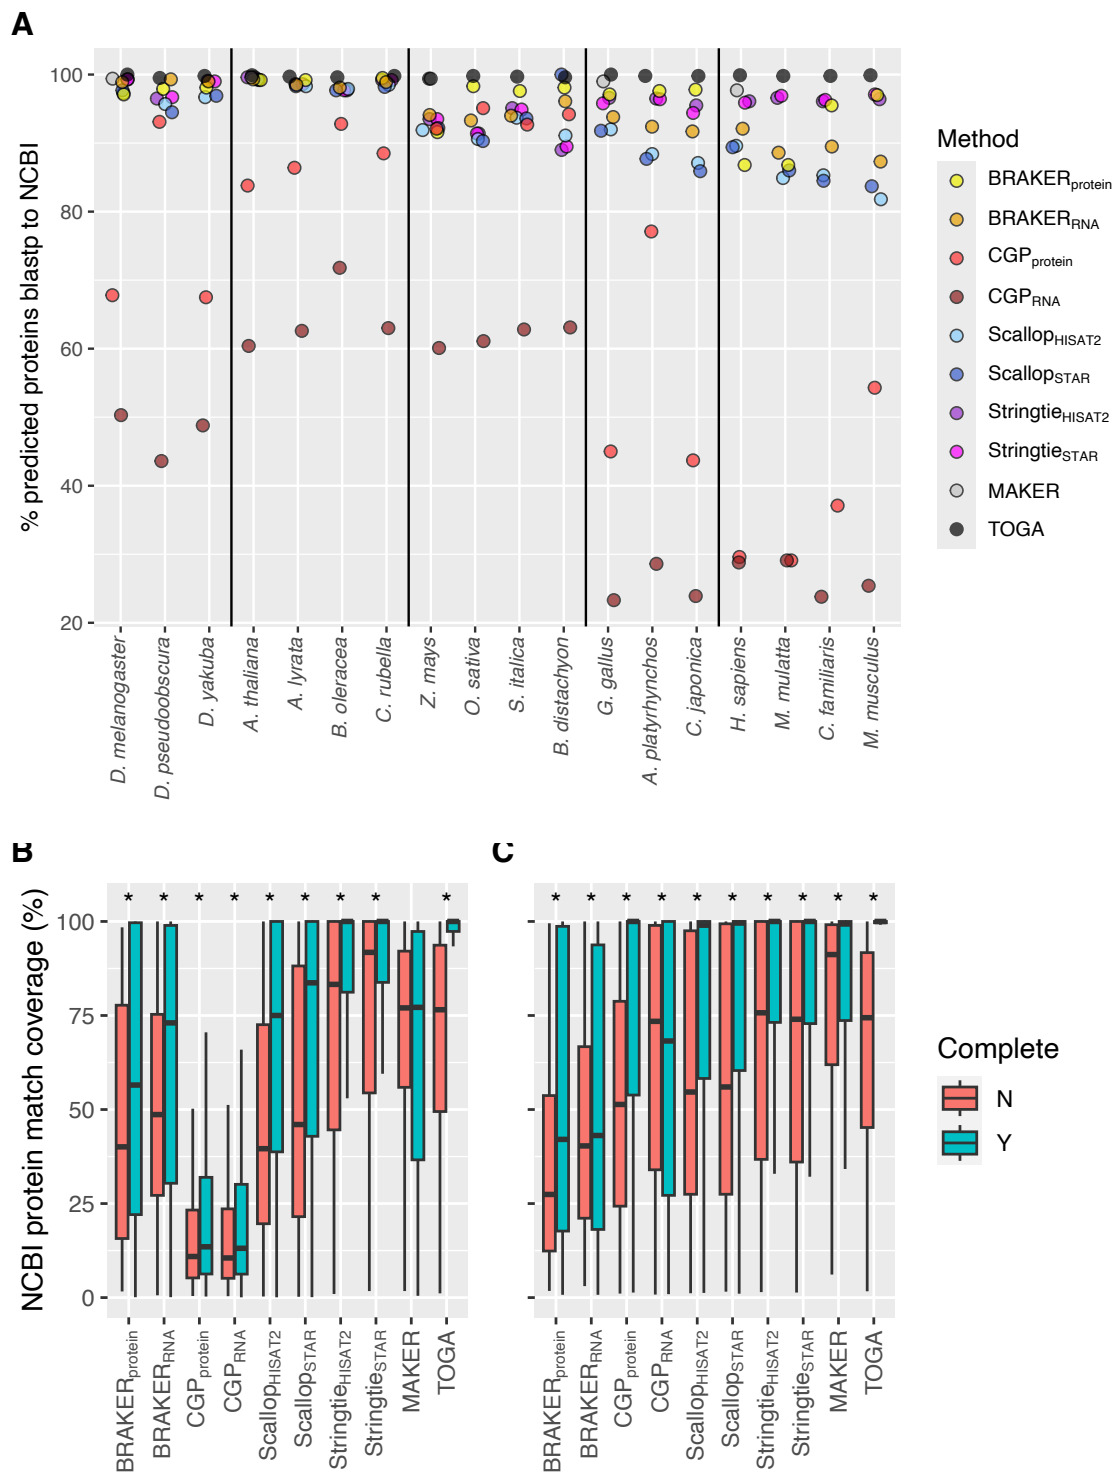 A
% predicted proteins blastp to NCBI
100
80
60
40
20
D. melanogaster
D. pseudoobscura
D. yakuba
A. thaliana
A. lyrata
B. oleracea
C. rubella
Z. mays
O. sativa
S. italica
B. distachyon
G. gallus
A. platyrhynchos
C. japonica
H. sapiens
M. mulatta
C. familiaris
M. musculus
Method
BRAKERprotein
BRAKERRNA
CGPprotein
CGPRNA
ScallopHISAT2
ScallopSTAR
StringtieHISAT2
StringtieSTAR
MAKER
TOGA
B
NCBI protein match coverage (%)
100
75
50
25
0
* * * * * * * * *
BRAKERprotein
BRAKERRNA
CGPprotein
CGPRNA
ScallopHISAT2
ScallopSTAR
StringtieHISAT2
StringtieSTAR
MAKER
TOGA
C
* * * * * * * * * *
BRAKERprotein
BRAKERRNA
CGPprotein
CGPRNA
ScallopHISAT2
ScallopSTAR
StringtieHISAT2
StringtieSTAR
MAKER
TOGA
Complete
N
Y